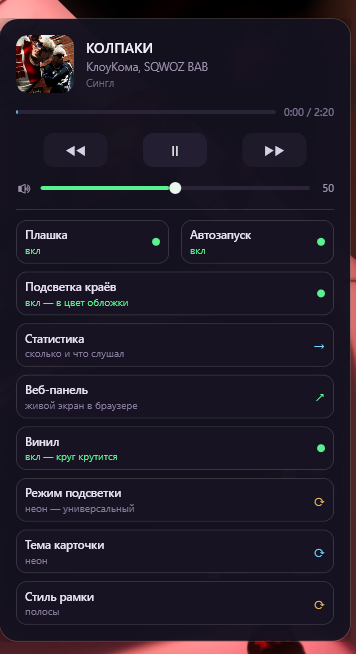 КОЛПАКИ
КлоуКома, SQWOZ BAB
Сингл
0:00 / 2:20
50
Плашка
вкл
Автозапуск
вкл
Подсветка краёв
вкл — в цвет обложки
Статистика
сколько и что слушал
Веб-панель
живой экран в браузере
Винил
вкл — круг крутится
Режим подсветки
неон — универсальный
Тема карточки
неон
Стиль рамки
полосы